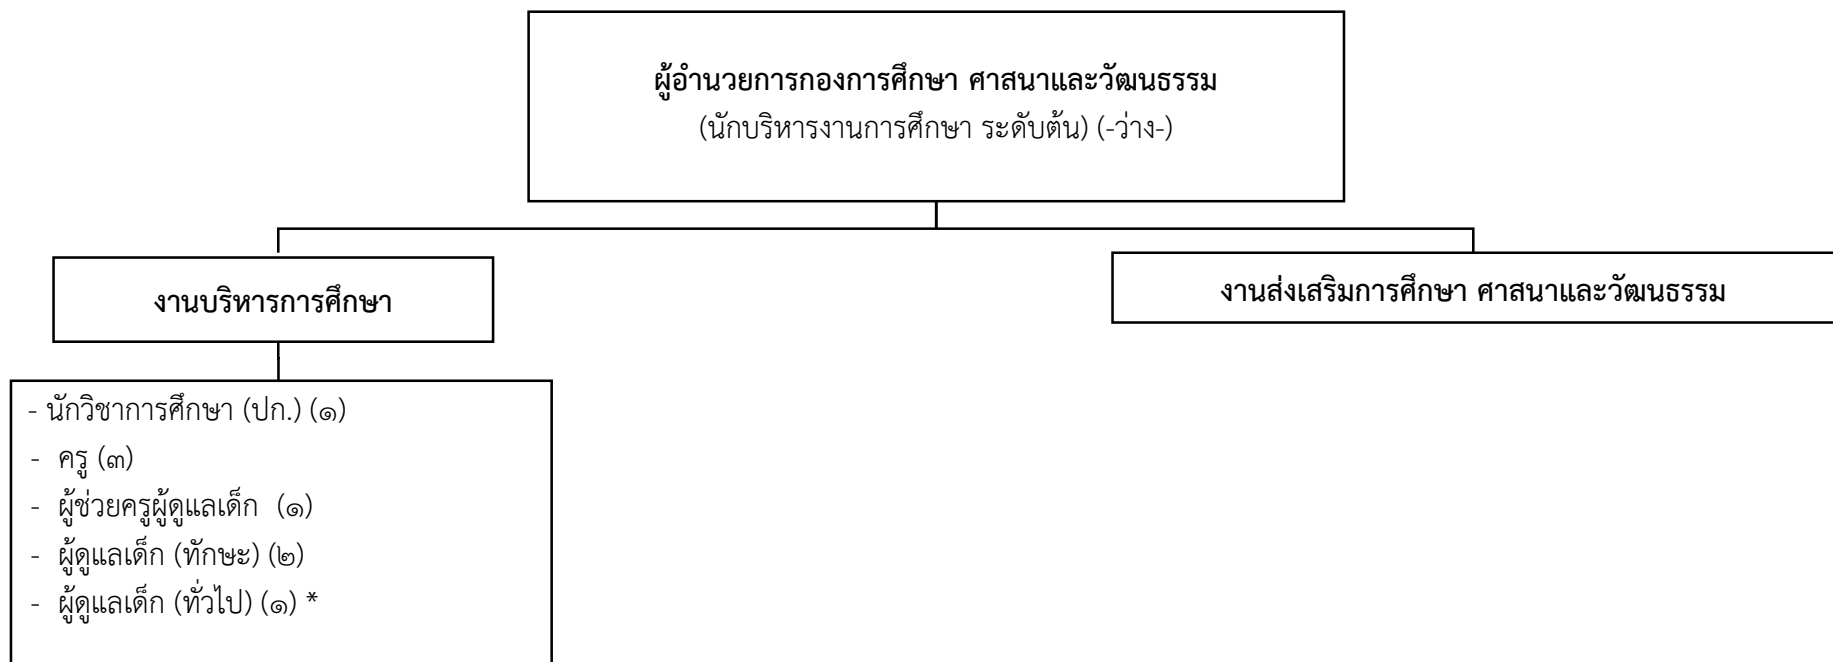 ผู้อำนวยการกองการศึกษา ศาสนาและวัฒนธรรม
(นักบริหารงานการศึกษา ระดับต้น) (-ว่าง-)
งานบริหารการศึกษา
งานส่งเสริมการศึกษา ศาสนาและวัฒนธรรม
- นักวิชาการศึกษา (ปก.) (๑)
- ครู (๓)
- ผู้ช่วยครูผู้ดูแลเด็ก (๑)
- ผู้ดูแลเด็ก (ทักษะ) (๒)
- ผู้ดูแลเด็ก (ทั่วไป) (๑) *